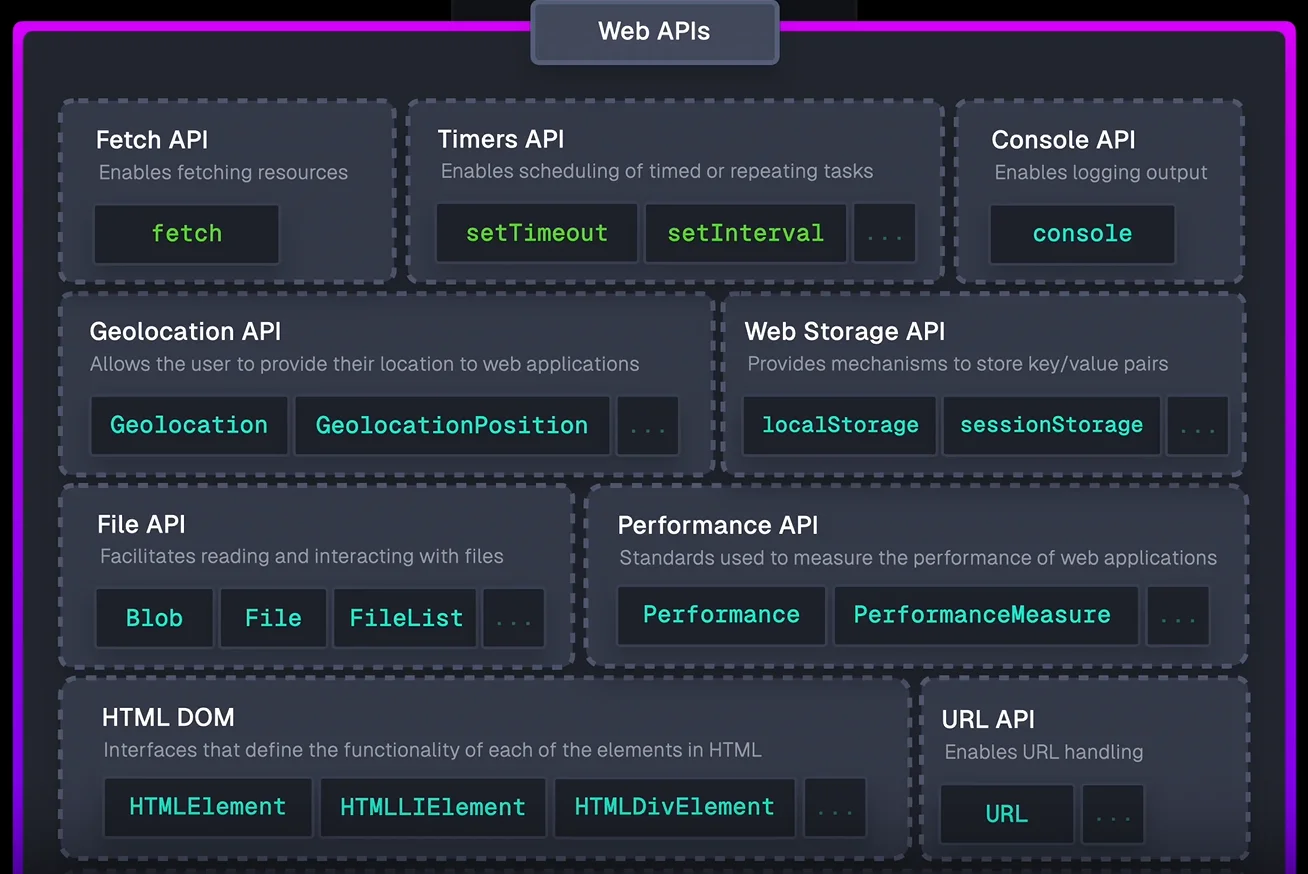 Web APIs
Fetch API
Enables fetching resources
fetch
Timers API
Enables scheduling of timed or repeating tasks
setTimeout setInterval ...
Console API
Enables logging output
console
Geolocation API
Allows the user to provide their location to web applications
Geolocation GeolocationPosition ...
Web Storage API
Provides mechanisms to store key/value pairs
localStorage sessionStorage ...
File API
Facilitates reading and interacting with files
Blob File FileList ...
Performance API
Standards used to measure the performance of web applications
Performance PerformanceMeasure ...
HTML DOM
Interfaces that define the functionality of each of the elements in HTML
HTMLElement HTMLLIElement HTMLDivElement ...
URL API
Enables URL handling
URL ...